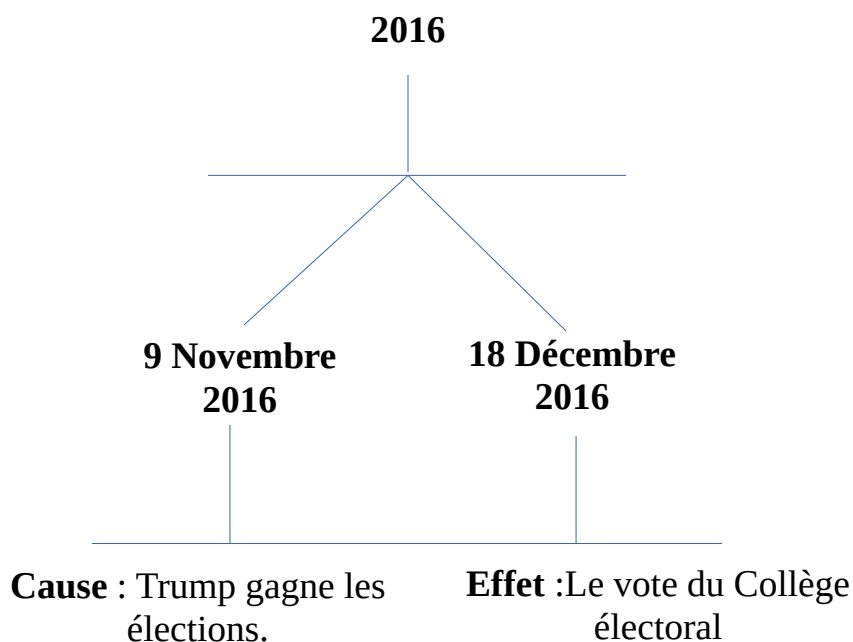 2016
9 Novembre
2016
18 Décembre
2016
Cause : Trump gagne les
élections.
Effet :Le vote du Collège
électoral